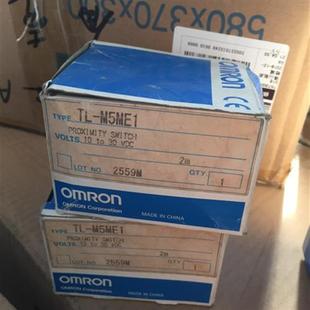 580x370x300
OMRON
TYPE TL-M5ME1
PROXIMITY SWITCH
VOLTS. 10 to 30 VDC
2m
LOT NO 2559M QTY 1
OMRON
OMRON Corporation MADE IN CHINA
TYPE TL-M5ME1
PROXIMITY SWITCH
VOLTS. 10 to 30 VDC
2m
LOT NO 2559M QTY 1
OMRON
OMRON Corporation MADE IN CHINA